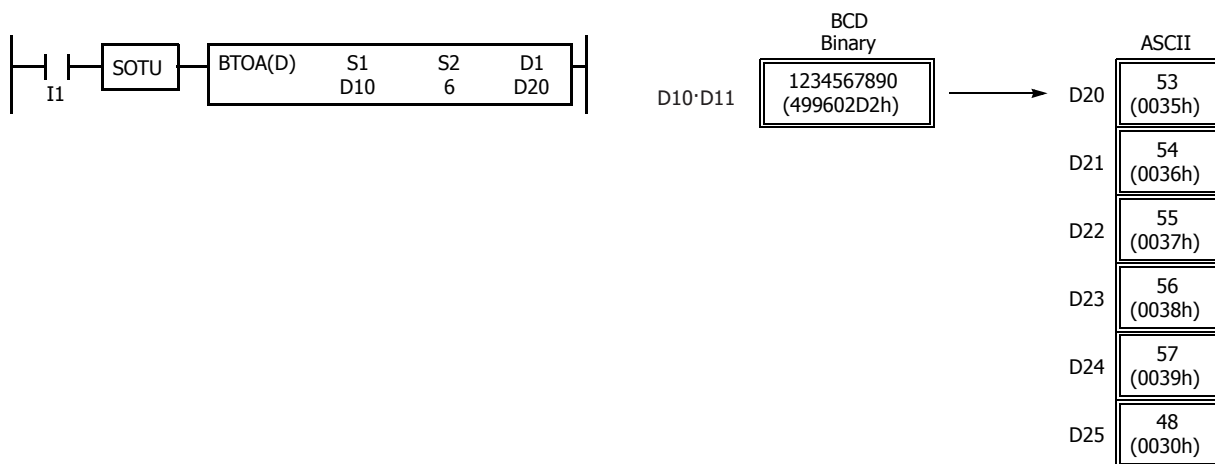 I1
SOTU
BTOA(D) S1 S2 D1
D10 6 D20
BCD
Binary
D10·D11
1234567890
(499602D2h)
ASCII
D20
53
(0035h)
D21
54
(0036h)
D22
55
(0037h)
D23
56
(0038h)
D24
57
(0039h)
D25
48
(0030h)